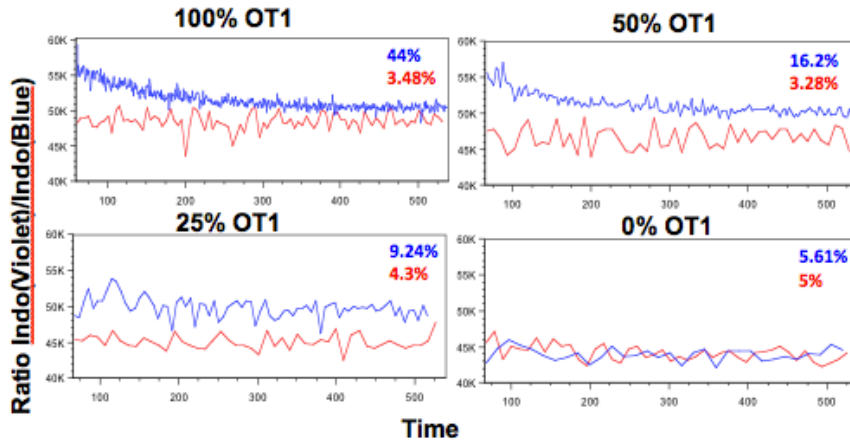 100% OT1
50% OT1
60K
55K
50K
45K
40K
44%
3.48%
100
200
300
400
500
60K
55K
50K
45K
40K
16.2%
3.28%
100
200
300
400
500
25% OT1
0% OT1
60K
55K
50K
45K
40K
9.24%
4.3%
100
200
300
400
500
60K
55K
50K
45K
40K
5.61%
5%
100
200
300
400
500
Ratio Indo(Violet)/Indo(Blue)
Time